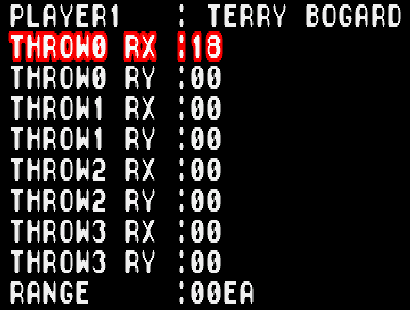 PLAYER1 : TERRY BOGARD
THROW0 RX :18
THROW0 RY :00
THROW1 RX :00
THROW1 RY :00
THROW2 RX :00
THROW2 RY :00
THROW3 RX :00
THROW3 RY :00
RANGE :00EA